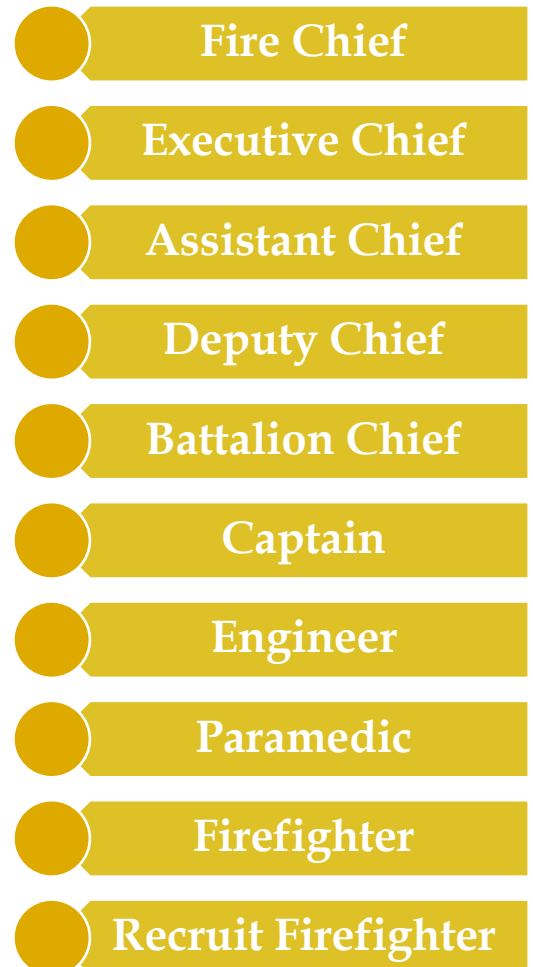 Fire Chief
Executive Chief
Assistant Chief
Deputy Chief
Battalion Chief
Captain
Engineer
Paramedic
Firefighter
Recruit Firefighter